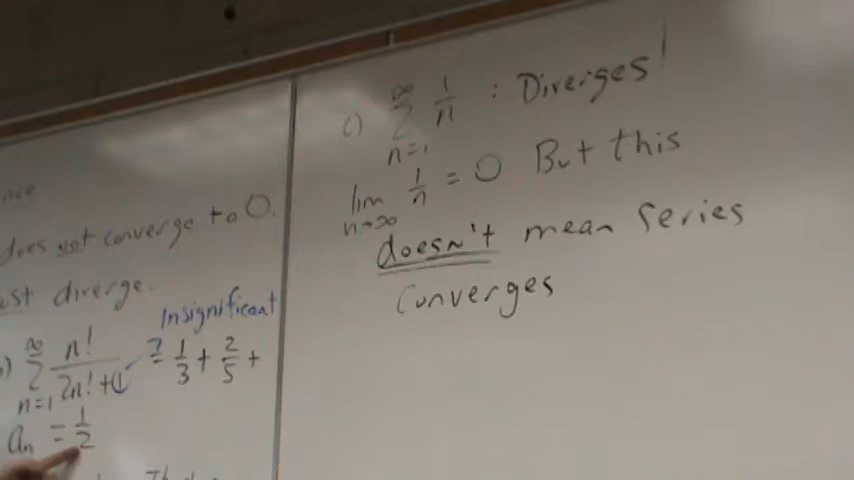 does not converge to 0.
diverge.
Insignificant
∞
Σ n!/(2n!+1) ?= 1/3 + 2/5 +
n=1
aₙ = 1/2
c) ∞
Σ 1/n : Diverges!
n=1
lim 1/n = 0 But this
n→∞
doesn't mean series
converges